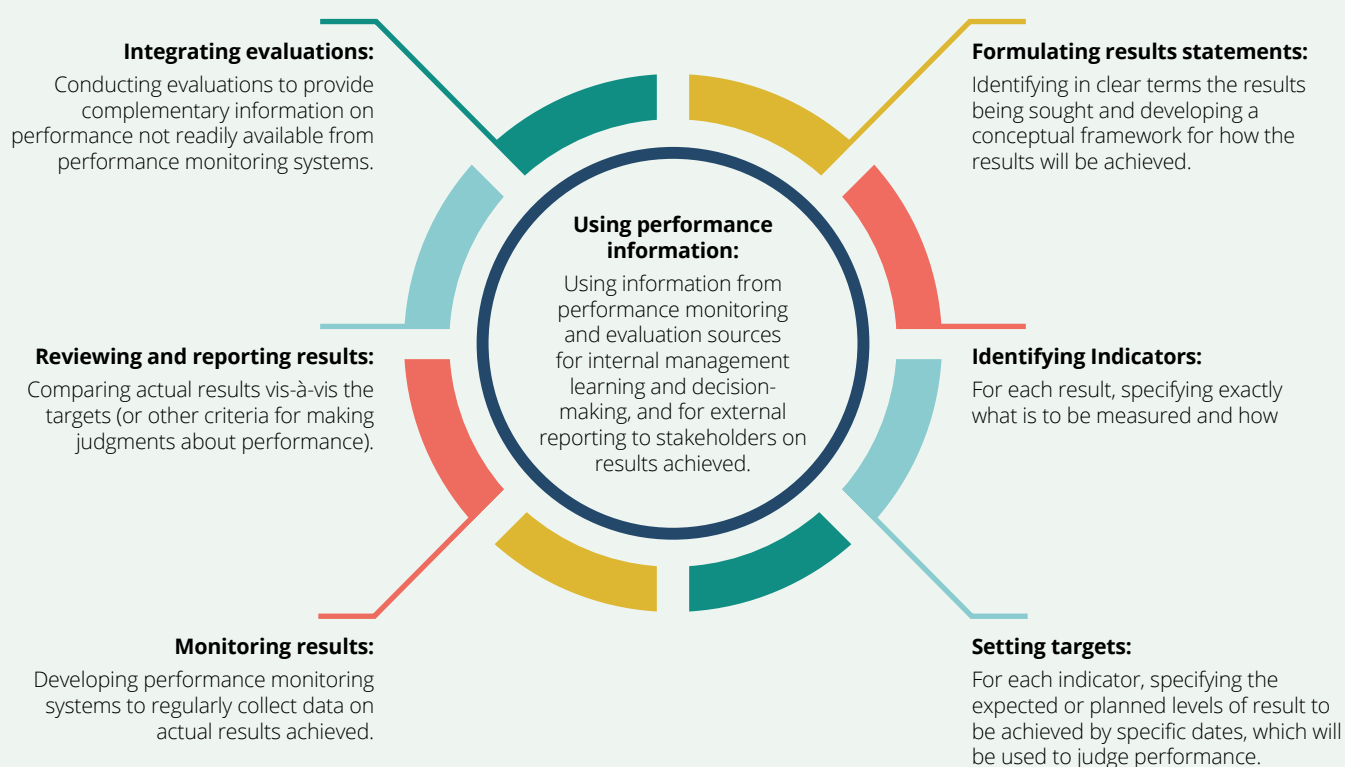 Integrating evaluations:
Conducting evaluations to provide
complementary information on
performance not readily available from
performance monitoring systems.
Formulating results statements:
Identifying in clear terms the results
being sought and developing a
conceptual framework for how the
results will be achieved.
Using performance
information:
Using information from
performance monitoring
and evaluation sources
for internal management
learning and decision-
making, and for external
reporting to stakeholders on
results achieved.
Reviewing and reporting results:
Comparing actual results vis-à-vis the
targets (or other criteria for making
judgments about performance).
Identifying Indicators:
For each result, specifying exactly
what is to be measured and how
Monitoring results:
Developing performance monitoring
systems to regularly collect data on
actual results achieved.
Setting targets:
For each indicator, specifying the
expected or planned levels of result to
be achieved by specific dates, which will
be used to judge performance.